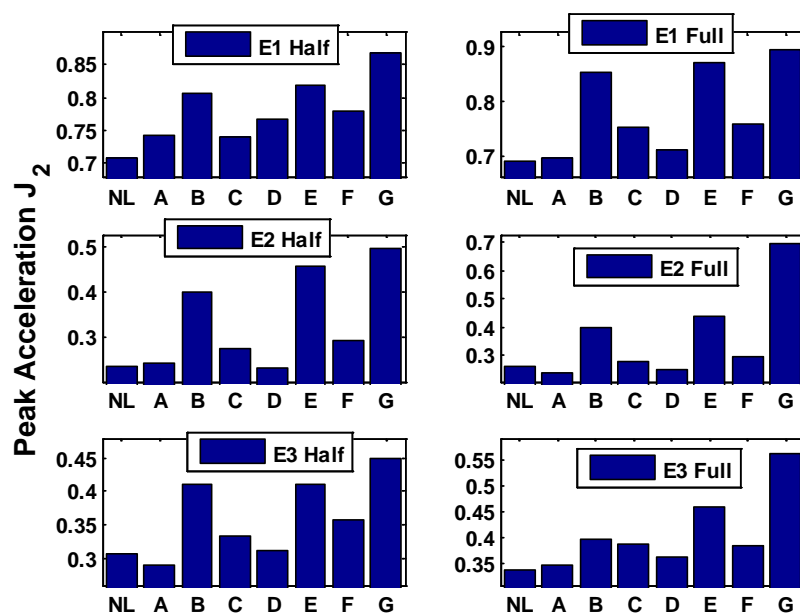 Peak Acceleration J2
E1 Half
0.85
0.8
0.75
0.7
NL A B C D E F G
E1 Full
0.9
0.8
0.7
NL A B C D E F G
E2 Half
0.5
0.3
NL A B C D E F G
E2 Full
0.7
0.6
0.5
0.4
0.3
NL A B C D E F G
E3 Half
0.45
0.4
0.35
0.3
NL A B C D E F G
E3 Full
0.55
0.5
0.45
0.4
0.35
NL A B C D E F G